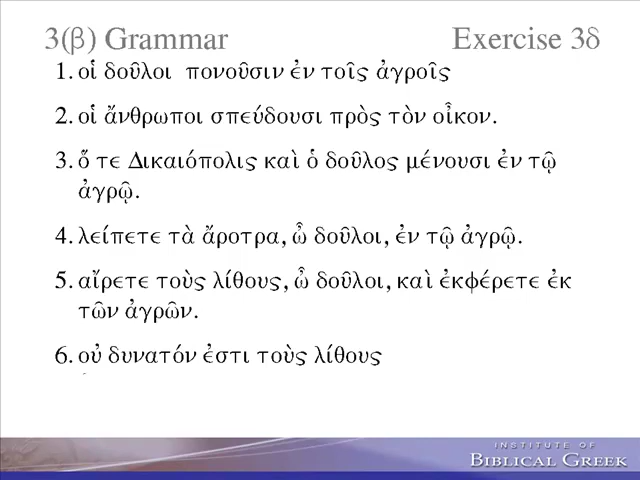 3(β) Grammar Exercise 3δ
1. οἱ δοῦλοι πονοῦσιν ἐν τοῖς ἀγροῖς
2. οἱ ἄνθρωποι σπεύδουσι πρὸς τὸν οἶκον.
3. ὅ τε Δικαιόπολις καὶ ὁ δοῦλος μένουσι ἐν τῷ
ἀγρῷ.
4. λείπετε τὰ ἄροτρα, ὦ δοῦλοι, ἐν τῷ ἀγρῷ.
5. αἴρετε τοὺς λίθους, ὦ δοῦλοι, καὶ ἐκφέρετε ἐκ
τῶν ἀγρῶν.
6. οὐ δυνατόν ἐστι τοὺς λίθους
INSTITUTE OF
BIBLICAL GREEK